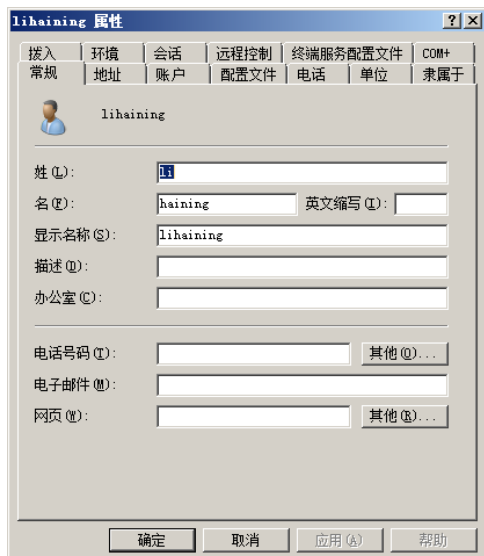 lihaining 属性
拨入 环境 会话 远程控制 终端服务配置文件 COM+
常规 地址 账户 配置文件 电话 单位 隶属于
lihaining
姓(L): li
名(F): haining 英文缩写(I):
显示名称(S): lihaining
描述(D):
办公室(C):
电话号码(T): 其他(O)...
电子邮件(M):
网页(W): 其他(R)...
确定 取消 应用(A) 帮助